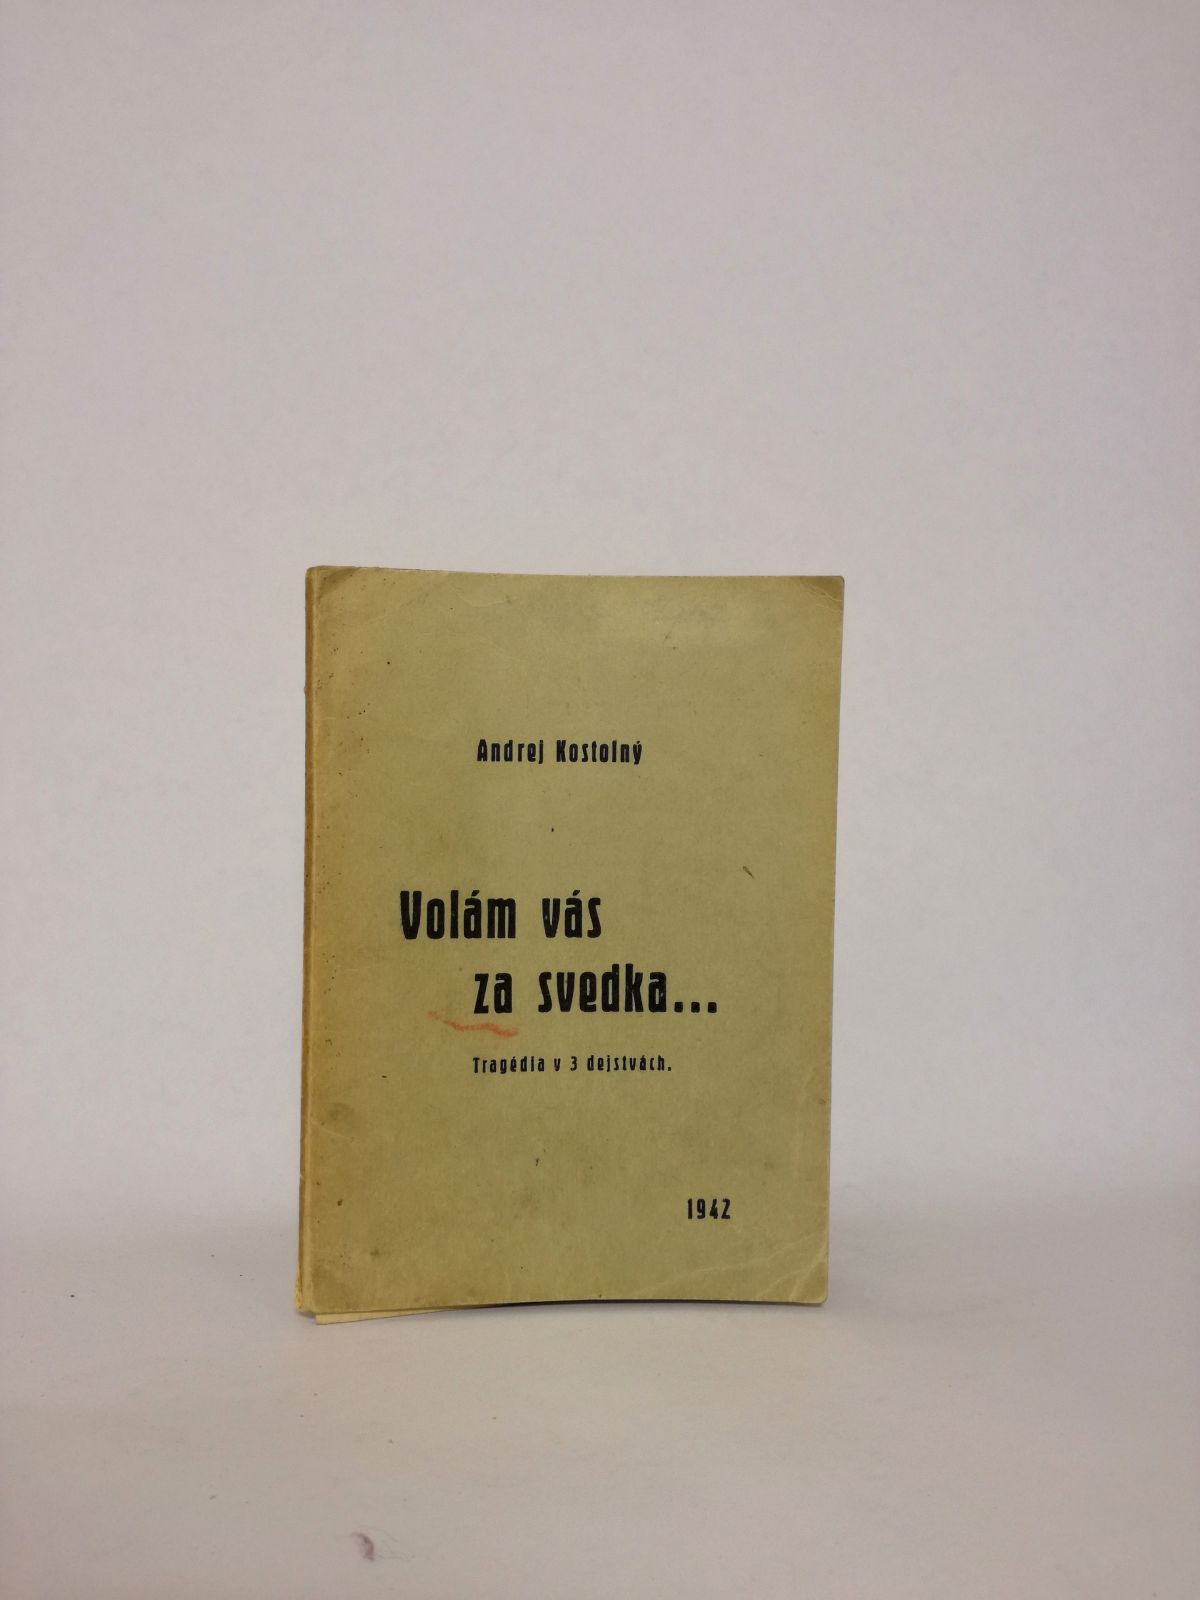 Andrej Kostolný
Volám vás
za svedka...
Tragédia v 3 dejstvách.
1942